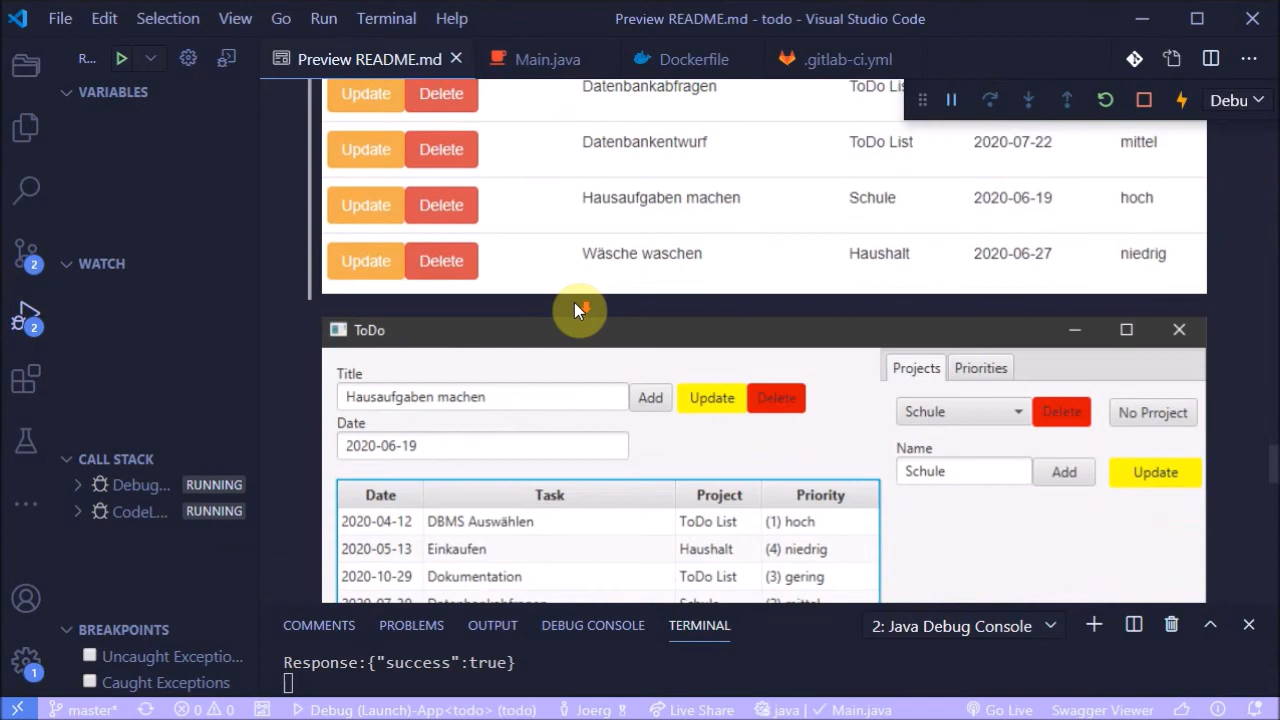 File Edit Selection View Go Run Terminal Help Preview README.md - todo - Visual Studio Code
R... Preview README.md Main.java Dockerfile .gitlab-ci.yml
VARIABLES
Debu
Update Delete Datenbankabfragen
Update Delete Datenbankentwurf ToDo List 2020-07-22 mittel
Update Delete Hausaufgaben machen Schule 2020-06-19 hoch
2
WATCH
Update Delete Wäsche waschen Haushalt 2020-06-27 niedrig
2
ToDo
Title
Projects Priorities
Hausaufgaben machen Add Update Delete
Schule Delete No Prroject
Date
2020-06-19
Name
Schule Add Update
CALL STACK
Debug... RUNNING
CodeL... RUNNING
Date Task Project Priority
2020-04-12 DBMS Auswählen ToDo List (1) hoch
2020-05-13 Einkaufen Haushalt (4) niedrig
2020-10-29 Dokumentation ToDo List (3) gering
BREAKPOINTS
Uncaught Exceptio...
Caught Exceptions
1
COMMENTS PROBLEMS OUTPUT DEBUG CONSOLE TERMINAL 2: Java Debug Console
Response:{"success":true}
master* 0 0 Debug (Launch)-App<todo> (todo) Joerg Live Share java Main.java Go Live Swagger Viewer